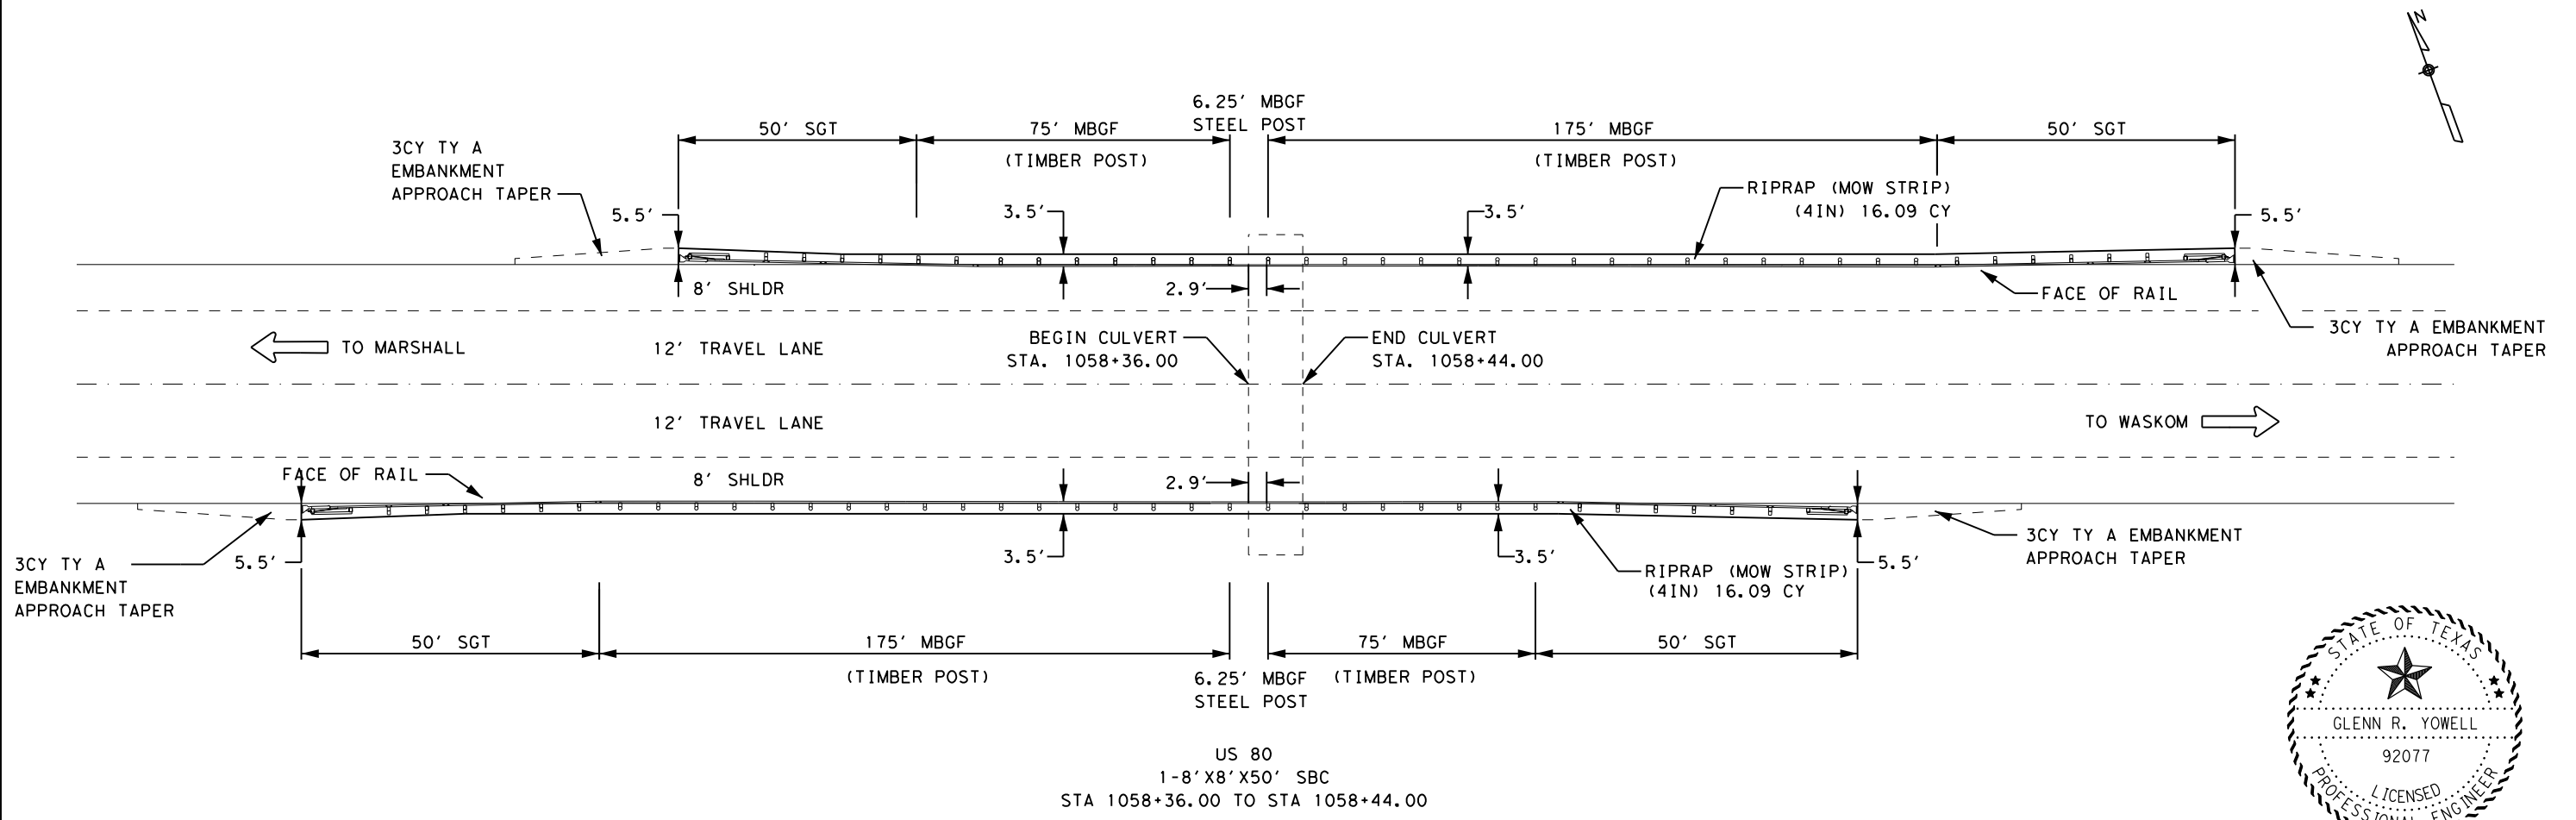 N
6.25' MBGF
STEEL POST
50' SGT
75' MBGF
(TIMBER POST)
175' MBGF
(TIMBER POST)
50' SGT
3CY TY A
EMBANKMENT
APPROACH TAPER
5.5'
3.5'
3.5'
RIPRAP (MOW STRIP)
(4IN) 16.09 CY
5.5'
8' SHLDR
2.9'
FACE OF RAIL
3CY TY A EMBANKMENT
APPROACH TAPER
TO MARSHALL
12' TRAVEL LANE
BEGIN CULVERT
STA. 1058+36.00
END CULVERT
STA. 1058+44.00
12' TRAVEL LANE
TO WASKOM
FACE OF RAIL
8' SHLDR
2.9'
3CY TY A
EMBANKMENT
APPROACH TAPER
5.5'
3.5'
3.5'
RIPRAP (MOW STRIP)
(4IN) 16.09 CY
5.5'
3CY TY A EMBANKMENT
APPROACH TAPER
50' SGT
175' MBGF
(TIMBER POST)
6.25' MBGF
STEEL POST
75' MBGF
(TIMBER POST)
50' SGT
US 80
1-8'X8'X50' SBC
STA 1058+36.00 TO STA 1058+44.00
STATE OF TEXAS
GLENN R. YOWELL
92077
LICENSED
PROFESSIONAL ENGINEER